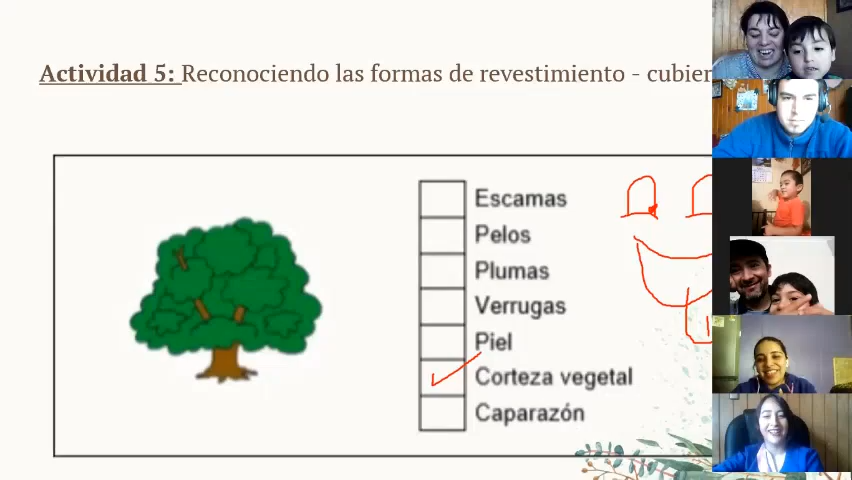 Actividad 5: Reconociendo las formas de revestimiento - cubier
Escamas
Pelos
Plumas
Verrugas
Piel
Corteza vegetal
Caparazón